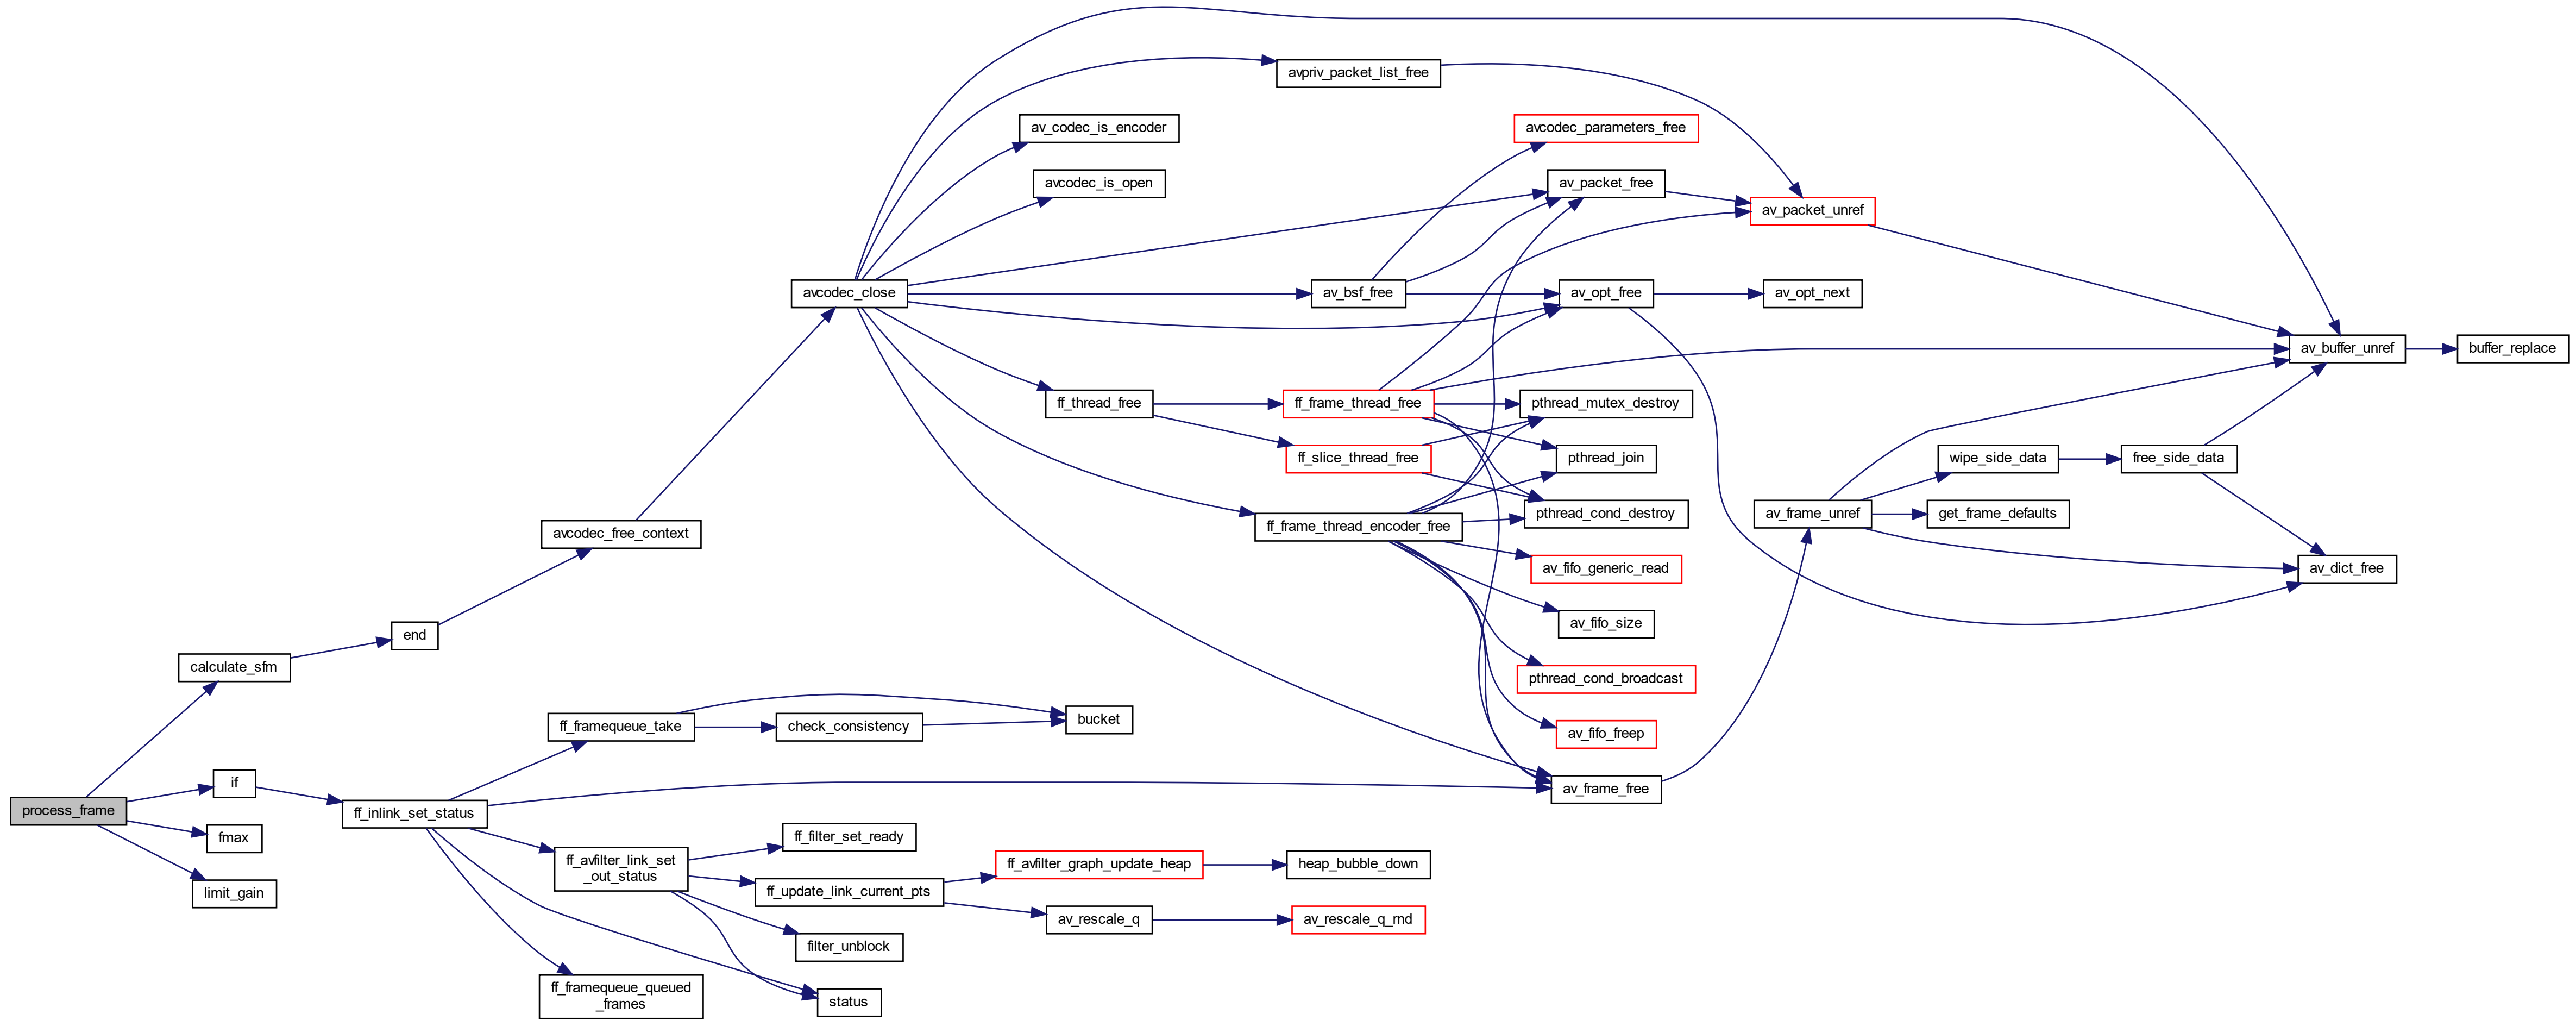 process_frame
calculate_sfm
end
avcodec_free_context
avcodec_close
avpriv_packet_list_free
av_codec_is_encoder
avcodec_is_open
avcodec_parameters_free
av_packet_free
av_packet_unref
av_bsf_free
av_opt_free
av_opt_next
av_buffer_unref
buffer_replace
ff_thread_free
ff_frame_thread_free
pthread_mutex_destroy
ff_slice_thread_free
pthread_join
wipe_side_data
free_side_data
pthread_cond_destroy
ff_frame_thread_encoder_free
av_frame_unref
get_frame_defaults
av_fifo_generic_read
av_dict_free
av_fifo_size
pthread_cond_broadcast
av_fifo_freep
av_frame_free
if
fmax
limit_gain
ff_inlink_set_status
ff_framequeue_take
check_consistency
bucket
ff_avfilter_link_set
_out_status
ff_filter_set_ready
ff_update_link_current_pts
ff_avfilter_graph_update_heap
heap_bubble_down
av_rescale_q
av_rescale_q_rnd
filter_unblock
ff_framequeue_queued
_frames
status